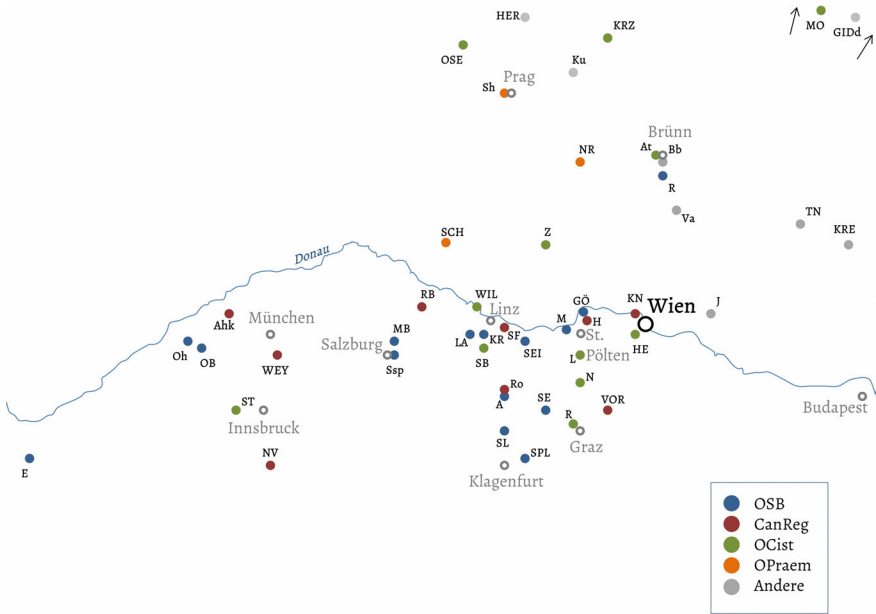 HER
KRZ
MO
GIDd
OSE
Ku
Prag
Sh
Brünn
NR
At
Bb
R
Va
TN
KRE
SCH
Z
Donau
RB
WIL
GÖ
KN
Wien
J
Linz
Ahk
München
MB
LA
KR
SF
M
H
St.
HE
Oh
OB
WEY
Salzburg
Ssp
SB
SEI
L
Pölten
ST
Innsbruck
Ro
A
SE
N
VOR
R
Graz
Budapest
E
NV
SL
SPL
Klagenfurt
OSB
CanReg
OCist
OPraem
Andere